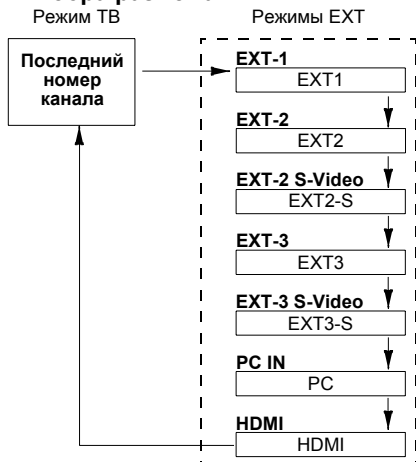 Режим ТВ
Режимы EXT
Последний
номер
канала
EXT-1
EXT1
EXT-2
EXT2
EXT-2 S-Video
EXT2-S
EXT-3
EXT3
EXT-3 S-Video
EXT3-S
PC IN
PC
HDMI
HDMI